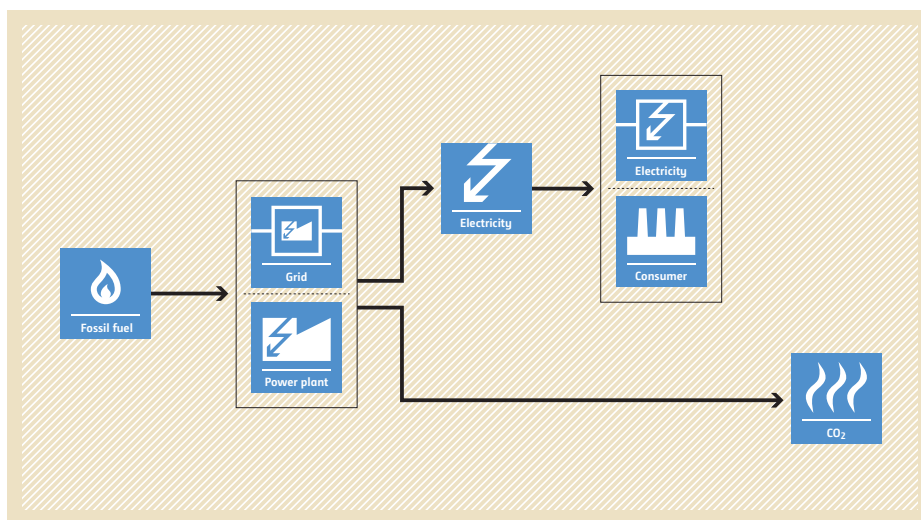 Fossil fuel
Grid
Power plant
Electricity
Electricity
Consumer
CO₂